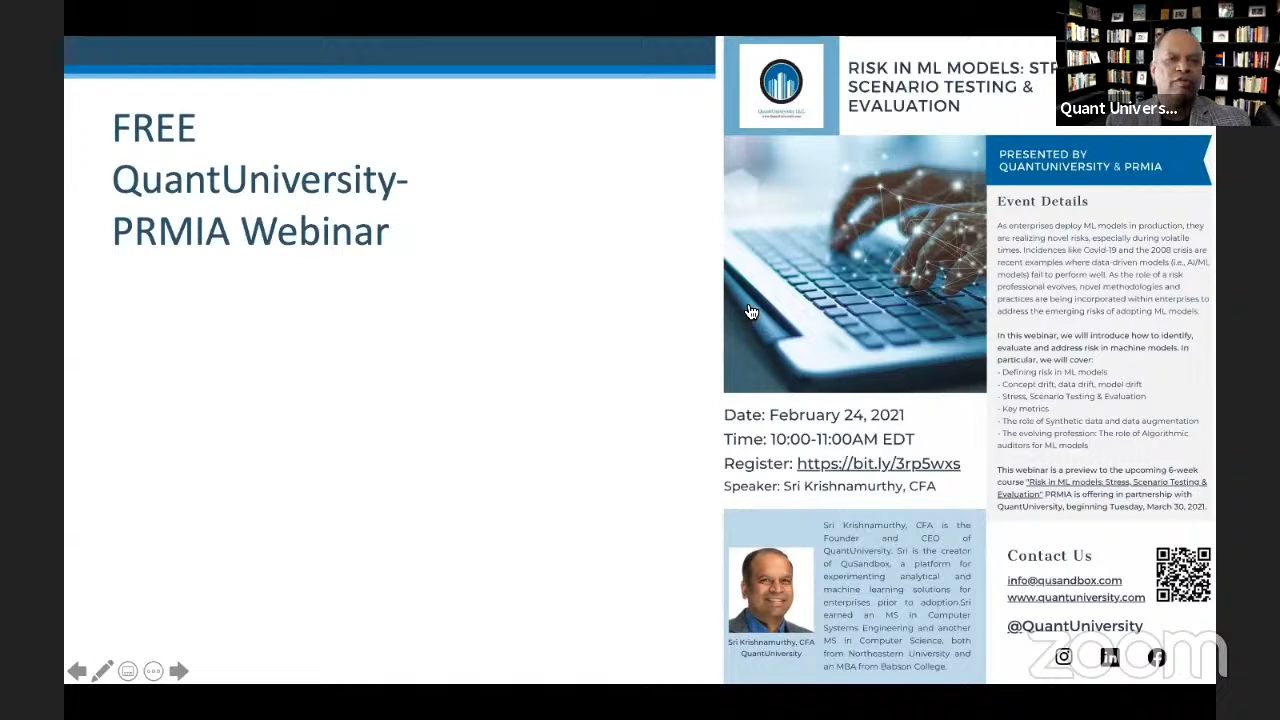 FREE
QuantUniversity-
PRMIA Webinar
QuantUniversity LLC
RISK IN ML MODELS:
SCENARIO TESTING &
EVALUATION
Quant Univers...
PRESENTED BY
QUANTUNIVERSITY & PRMIA
Event Details
As enterprises deploy ML models in production, they
are realizing novel risks, especially during volatile
times. Incidences like Covid-19 and the 2008 crisis are
recent examples where data-driven models (i.e., AI/ML
models) fail to perform well. As the role of a risk
professional evolves, novel methodologies and
practices are being incorporated within enterprises to
address the emerging risks of adopting ML models.
In this webinar, we will introduce how to identify,
evaluate and address risk in machine models. In
particular, we will cover:
- Defining risk in ML models
- Concept drift, data drift, model drift
- Stress, Scenario Testing & Evaluation
- Key metrics
- The role of Synthetic data and data augmentation
- The evolving profession: The role of Algorithmic
auditors for ML models
This webinar is a preview to the upcoming 6-week
course "Risk in ML models: Stress, Scenario Testing &
Evaluation" PRMIA is offering in partnership with
QuantUniversity, beginning Tuesday, March 30, 2021.
Date: February 24, 2021
Time: 10:00-11:00AM EDT
Register: https://bit.ly/3rp5wxs
Speaker: Sri Krishnamurthy, CFA
Sri Krishnamurthy, CFA is the
Founder and CEO of
QuantUniversity. Sri is the creator
of QuSandbox, a platform for
experimenting analytical and
machine learning solutions for
enterprises prior to adoption.Sri
earned an MS in Computer
Systems Engineering and another
MS in Computer Science, both
from Northeastern University and
an MBA from Babson College.
Sri Krishnamurthy, CFA
QuantUniversity
Contact Us
info@qusandbox.com
www.quantuniversity.com
@QuantUniversity
zoom